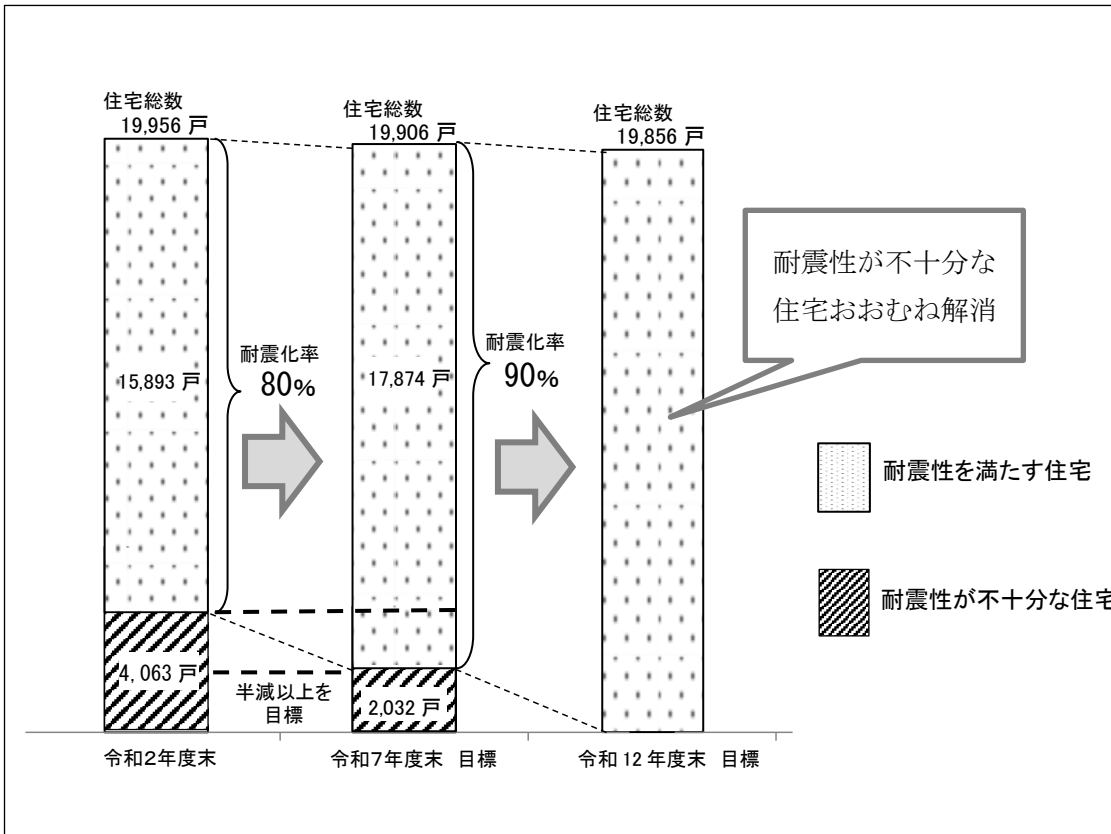 住宅総数
19,956 戸
住宅総数
19,906 戸
住宅総数
19,856 戸
耐震性が不十分な
住宅おおむね解消
耐震化率
80%
耐震化率
90%
15,893 戸
17,874 戸
耐震性を満たす住宅
耐震性が不十分な住宅
4,063 戸
半減以上を
目標
2,032 戸
令和2年度末
令和7年度末 目標
令和 12 年度末 目標